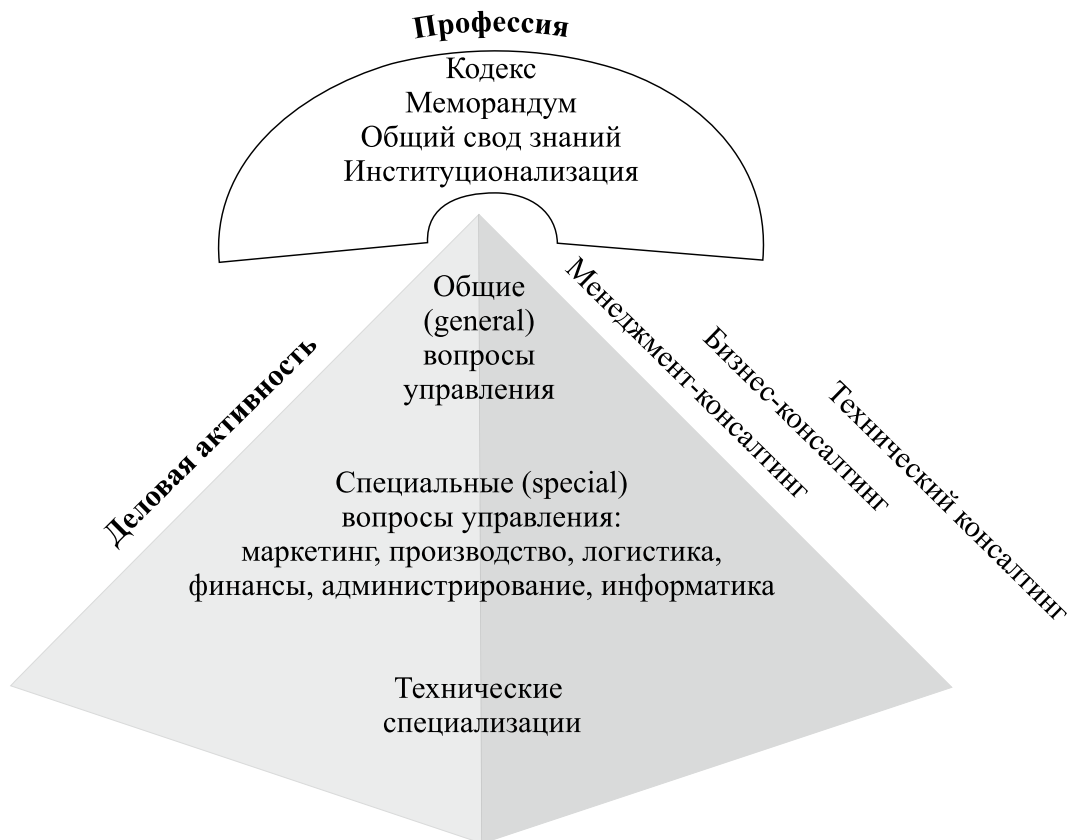 Профессия
Кодекс
Меморандум
Общий свод знаний
Институционализация
Общие
(general)
вопросы
управления
Деловая активность
Менеджмент-консалтинг
Бизнес-консалтинг
Технический консалтинг
Специальные (special)
вопросы управления:
маркетинг, производство, логистика,
финансы, администрирование, информатика
Технические
специализации